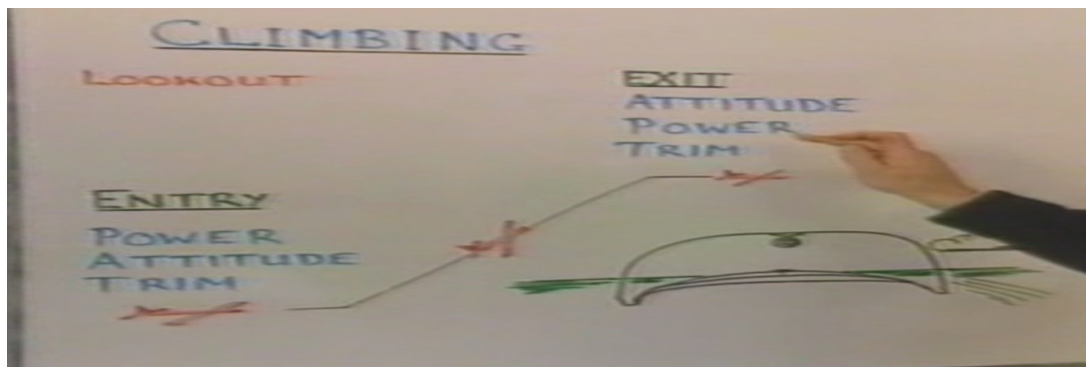 CLIMBING
LOOKOUT
EXIT
ATTITUDE
POWER
TRIM
ENTRY
POWER
ATTITUDE
TRIM